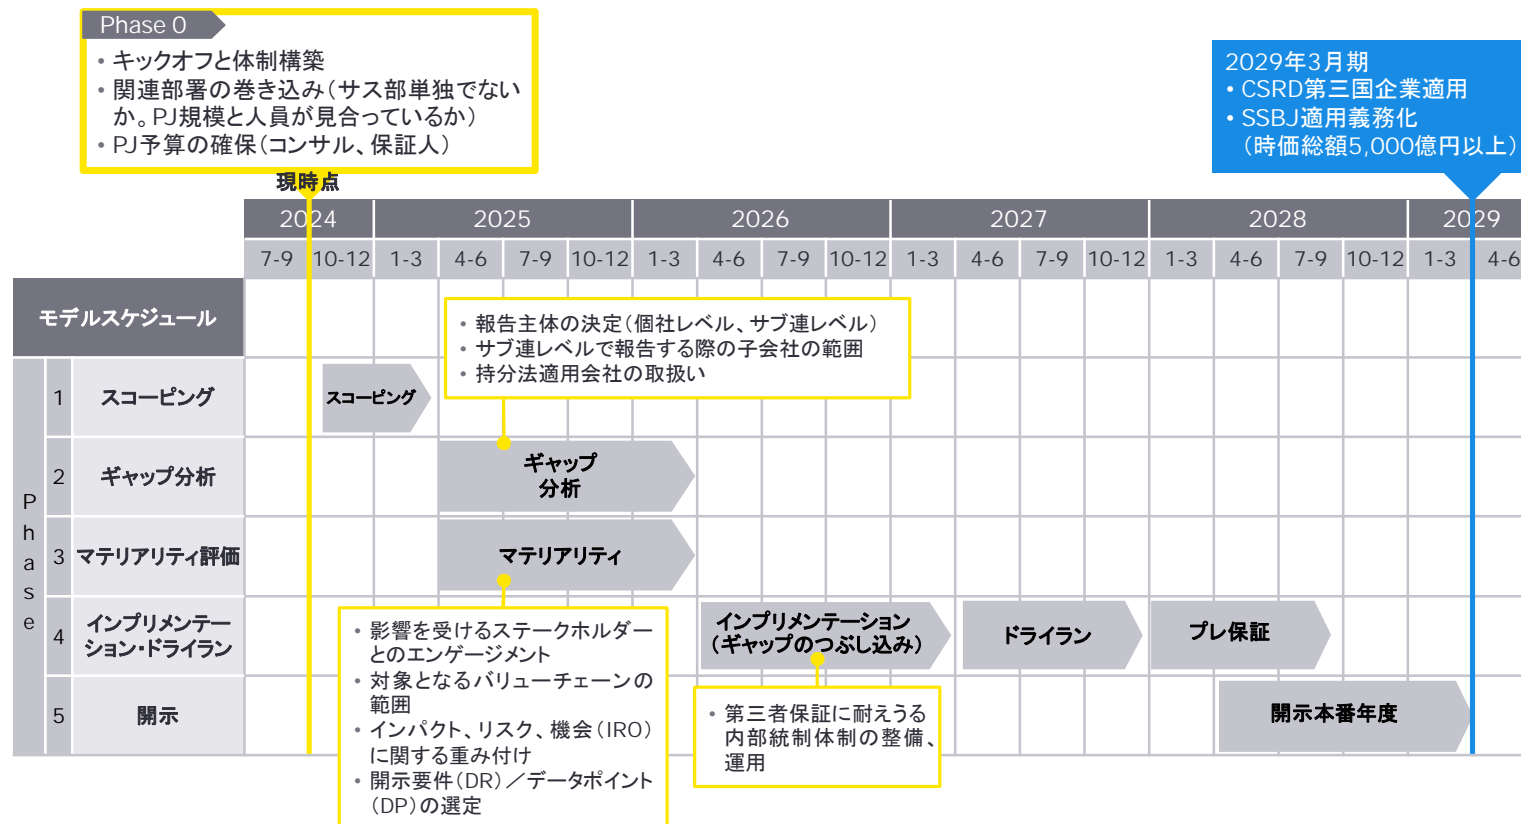 Phase 0
• キックオフと体制構築
• 関連部署の巻き込み（サス部単独でない
か。PJ規模と人員が見合っているか）
• PJ予算の確保（コンサル、保証人）
2029年3月期
• CSRD第三国企業適用
• SSBJ適用義務化
（時価総額5,000億円以上）
現時点
2024 2025 2026 2027 2028 2029
7-9 10-12 1-3 4-6 7-9 10-12 1-3 4-6 7-9 10-12 1-3 4-6 7-9 10-12 1-3 4-6 7-9 10-12 1-3 4-6
モデルスケジュール
• 報告主体の決定（個社レベル、サブ連レベル）
• サブ連レベルで報告する際の子会社の範囲
• 持分法適用会社の取扱い
Phase
1 スコーピング
スコーピング
2 ギャップ分析
ギャップ
分析
3 マテリアリティ評価
マテリアリティ
4 インプリメンテー
ション・ドライラン
インプリメンテーション
（ギャップのつぶし込み）
ドライラン
プレ保証
• 影響を受けるステークホルダー
とのエンゲージメント
• 対象となるバリューチェーンの
範囲
• インパクト、リスク、機会（IRO）
に関する重み付け
• 開示要件（DR）／データポイント
（DP）の選定
• 第三者保証に耐えうる
内部統制体制の整備、
運用
5 開示
開示本番年度